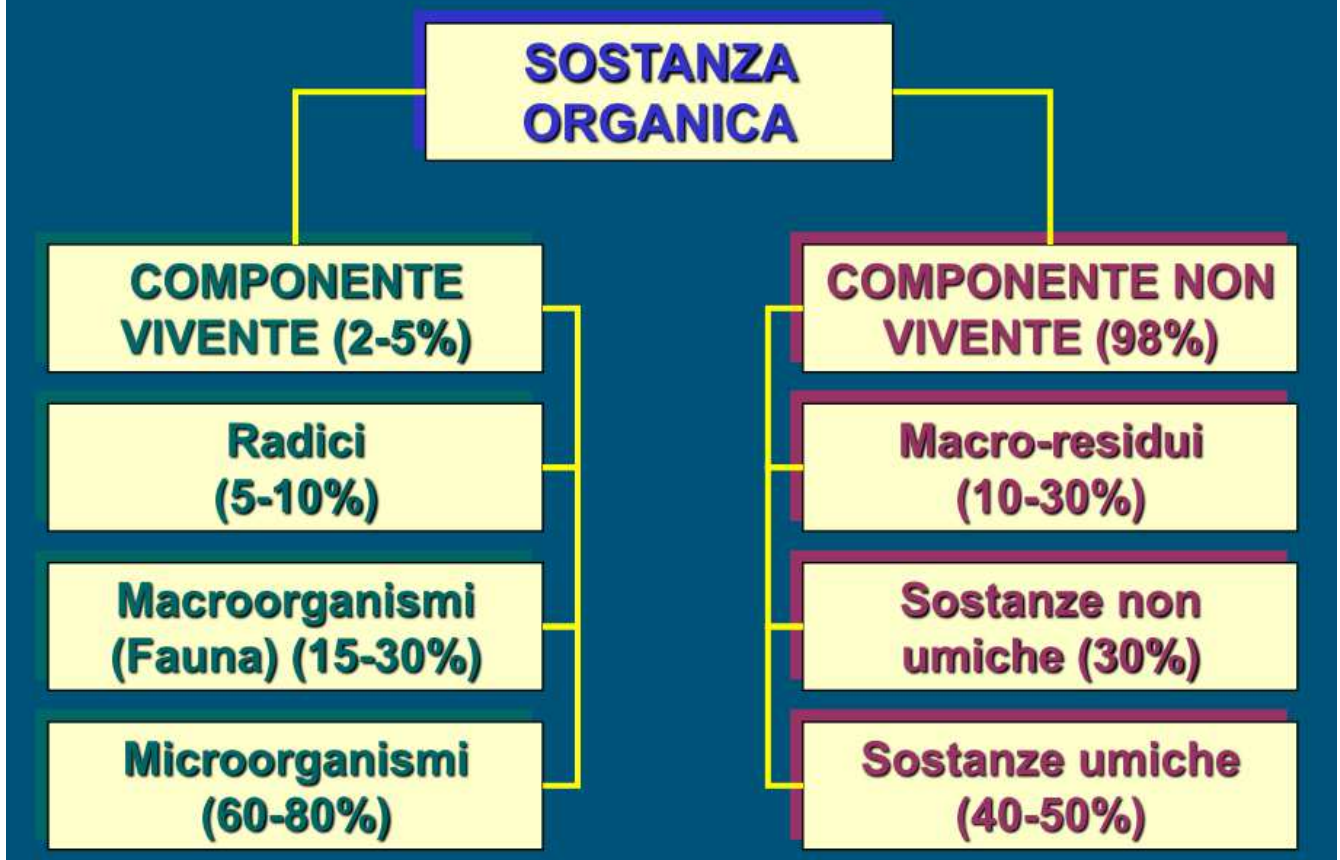 SOSTANZA
ORGANICA
COMPONENTE
VIVENTE (2-5%)
Radici
(5-10%)
Macroorganismi
(Fauna) (15-30%)
Microorganismi
(60-80%)
COMPONENTE NON
VIVENTE (98%)
Macro-residui
(10-30%)
Sostanze non
umiche (30%)
Sostanze umiche
(40-50%)